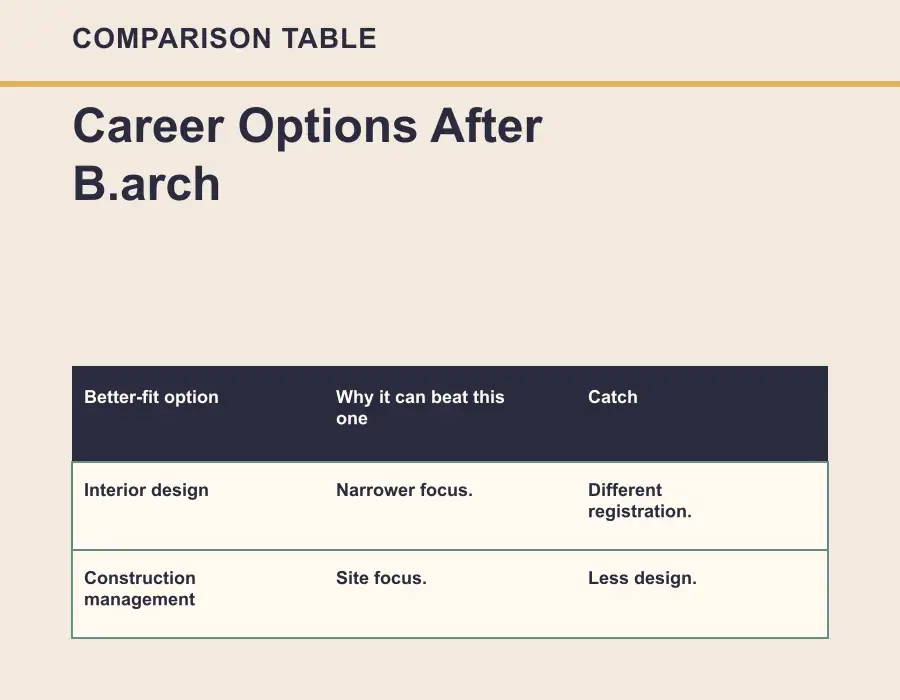 COMPARISON TABLE
Career Options After
B.arch
Better-fit option
Why it can beat this
one
Catch
Interior design
Narrower focus.
Different
registration.
Construction
management
Site focus.
Less design.